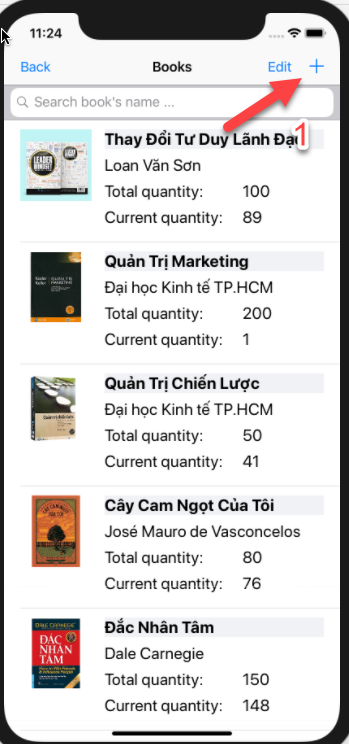 11:24
Back Books Edit +
Search book's name ...
1
Thay Đổi Tư Duy Lãnh Đạ
LEADER
MINDSET
Loan Văn Sơn
Total quantity: 100
Current quantity: 89
Quản Trị Marketing
QUẢN TRỊ
MARKETING
Đại học Kinh tế TP.HCM
Total quantity: 200
Current quantity: 1
Quản Trị Chiến Lược
Đại học Kinh tế TP.HCM
Total quantity: 50
Current quantity: 41
Cây Cam Ngọt Của Tôi
José Mauro de Vasconcelos
Total quantity: 80
Current quantity: 76
Đắc Nhân Tâm
DALE CARNEGIE
ĐẮC
NHÂN
TÂM
Dale Carnegie
Total quantity: 150
Current quantity: 148